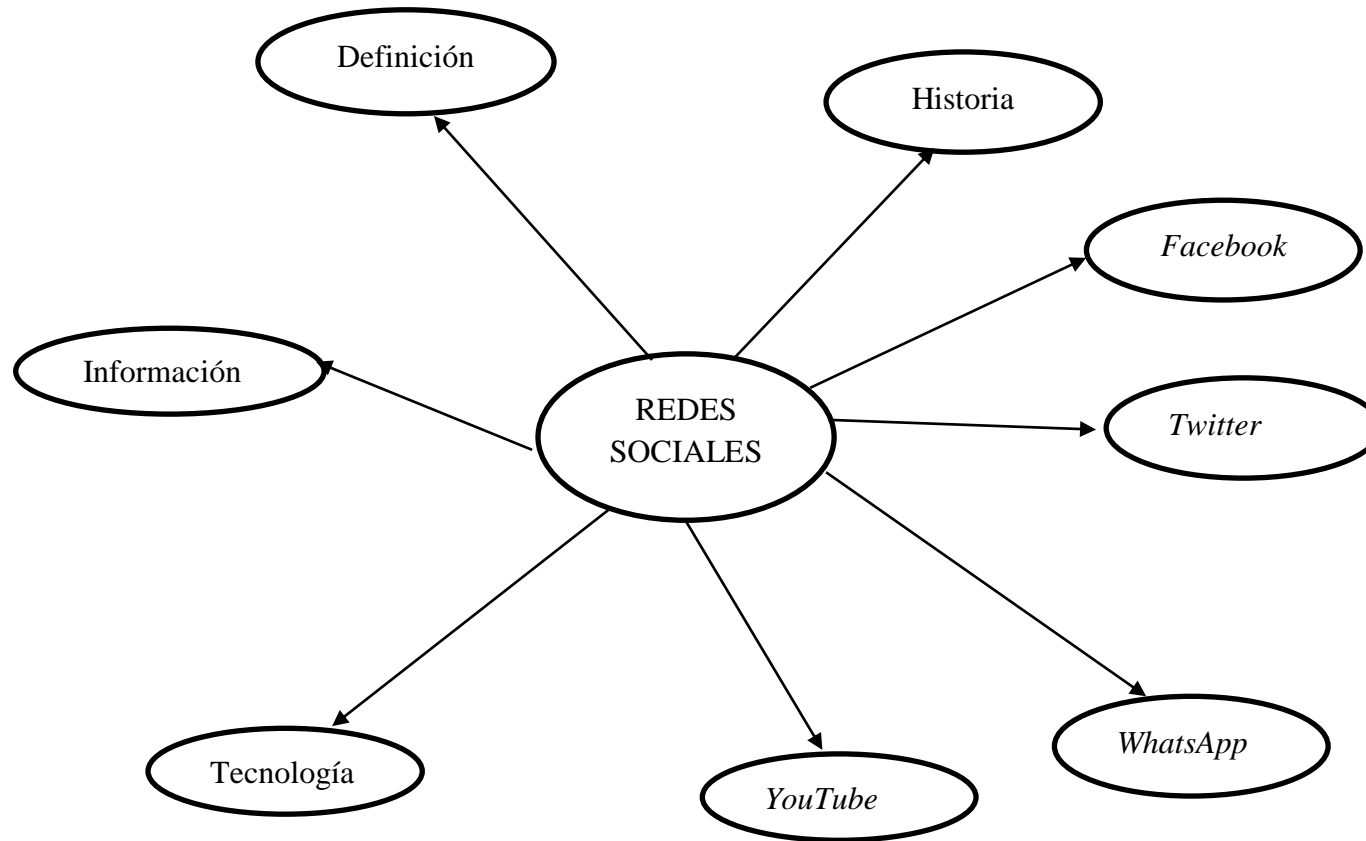 Definición
Historia
Facebook
Información
REDES
SOCIALES
Twitter
Tecnología
YouTube
WhatsApp